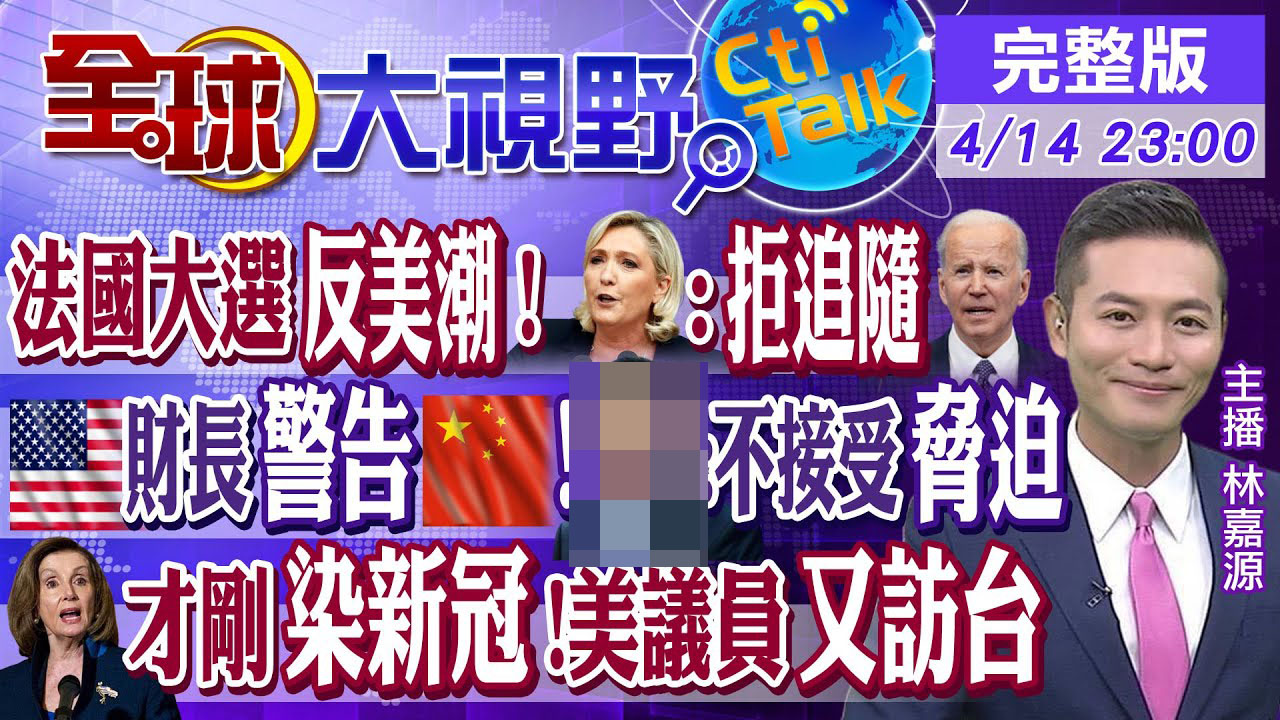 全球大視野
Cti
Talk
完整版
4/14 23:00
法國大選反美潮！：拒追隨
財長警告！：不接受脅迫
才剛染新冠！美議員又訪台
主播 林嘉源